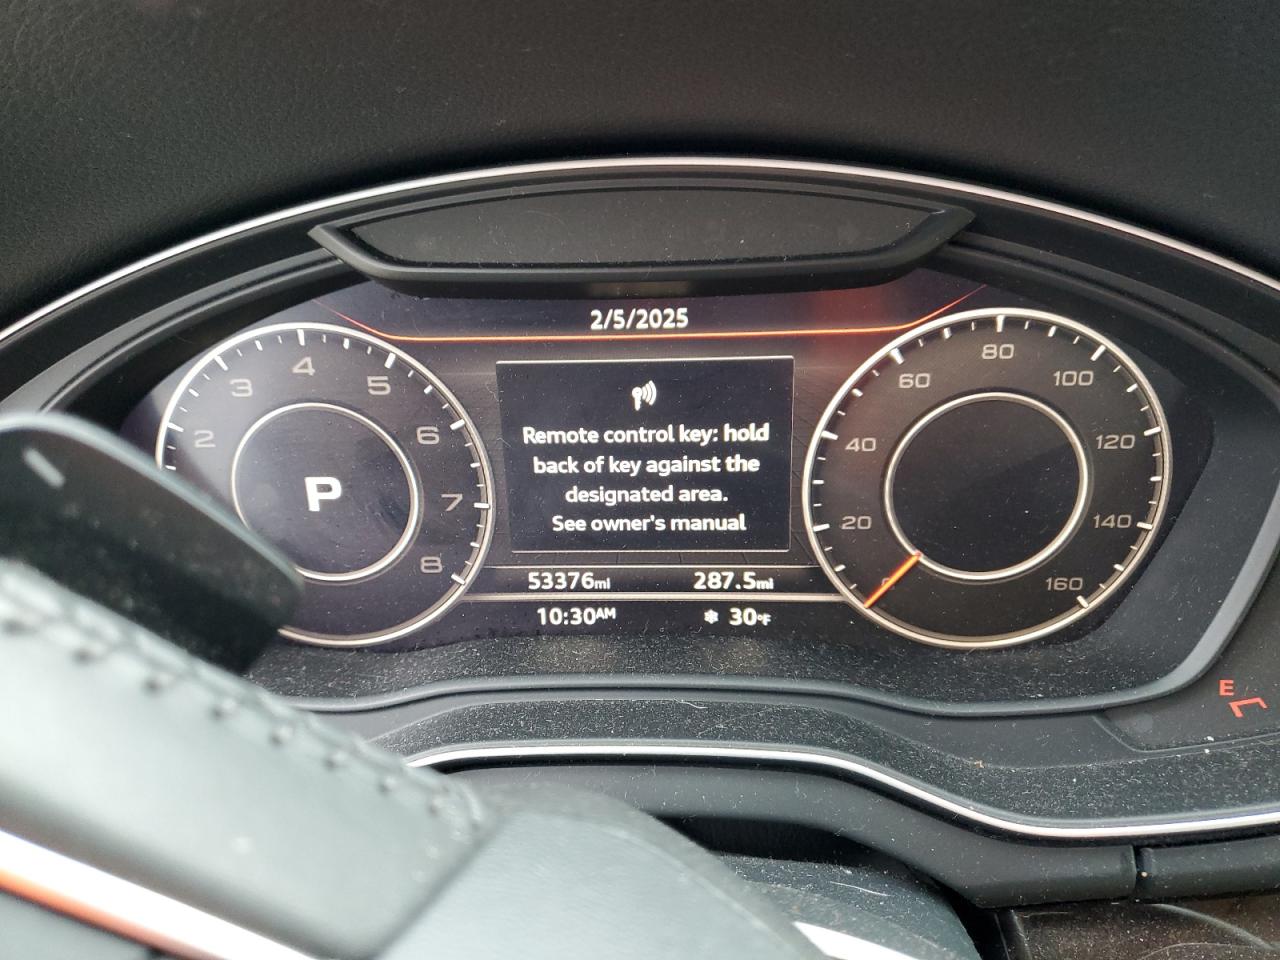 2/5/2025
Remote control key: hold
back of key against the
designated area.
See owner's manual
53376mi 287.5mi
10:30AM ❄ 30°F
2
3
4
5
6
7
8
P
20
40
60
80
100
120
140
160
E